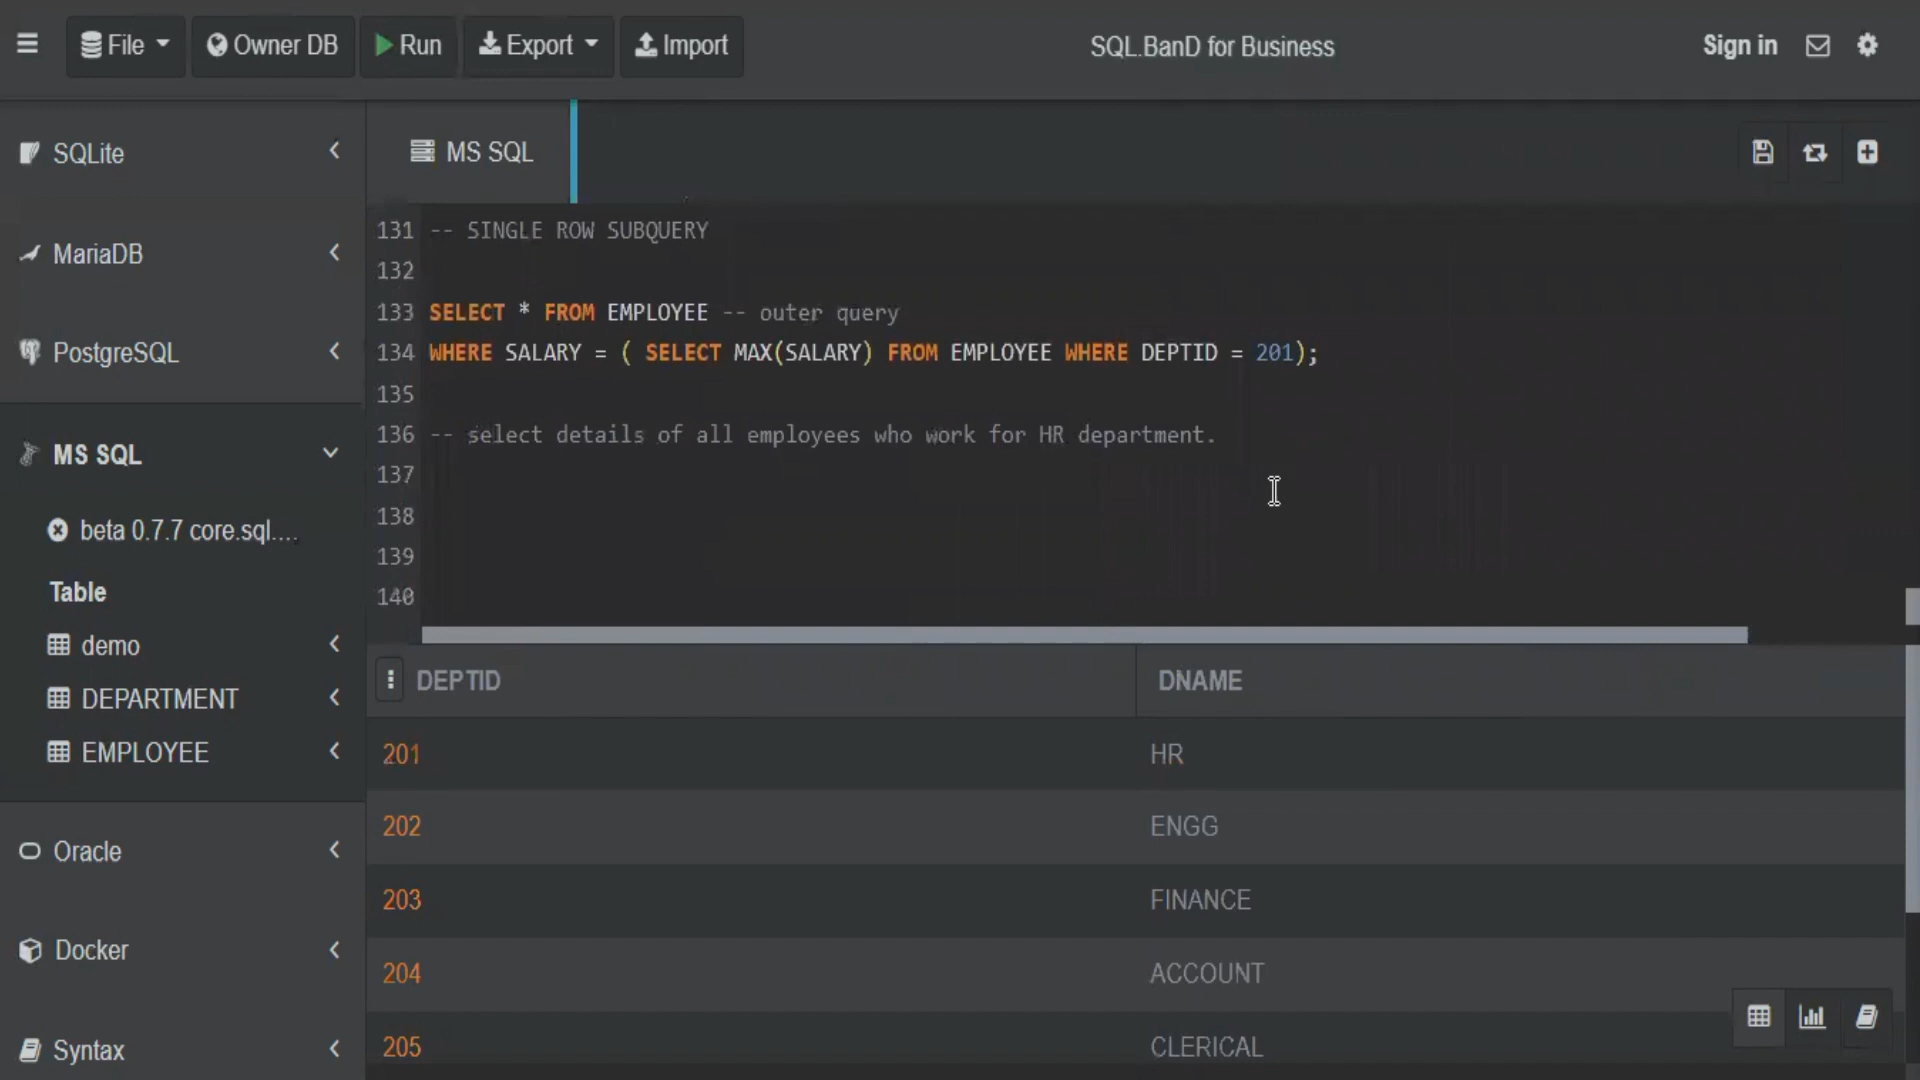 File
Owner DB
Run
Export
Import
SQL.BanD for Business
Sign in
SQLite
MariaDB
PostgreSQL
MS SQL
beta 0.7.7 core.sql....
Table
demo
DEPARTMENT
EMPLOYEE
Oracle
Docker
Syntax
MS SQL
131 -- SINGLE ROW SUBQUERY
132
133 SELECT * FROM EMPLOYEE -- outer query
134 WHERE SALARY = ( SELECT MAX(SALARY) FROM EMPLOYEE WHERE DEPTID = 201);
135
136 -- select details of all employees who work for HR department.
137
138
139
140
DEPTID DNAME
201 HR
202 ENGG
203 FINANCE
204 ACCOUNT
205 CLERICAL